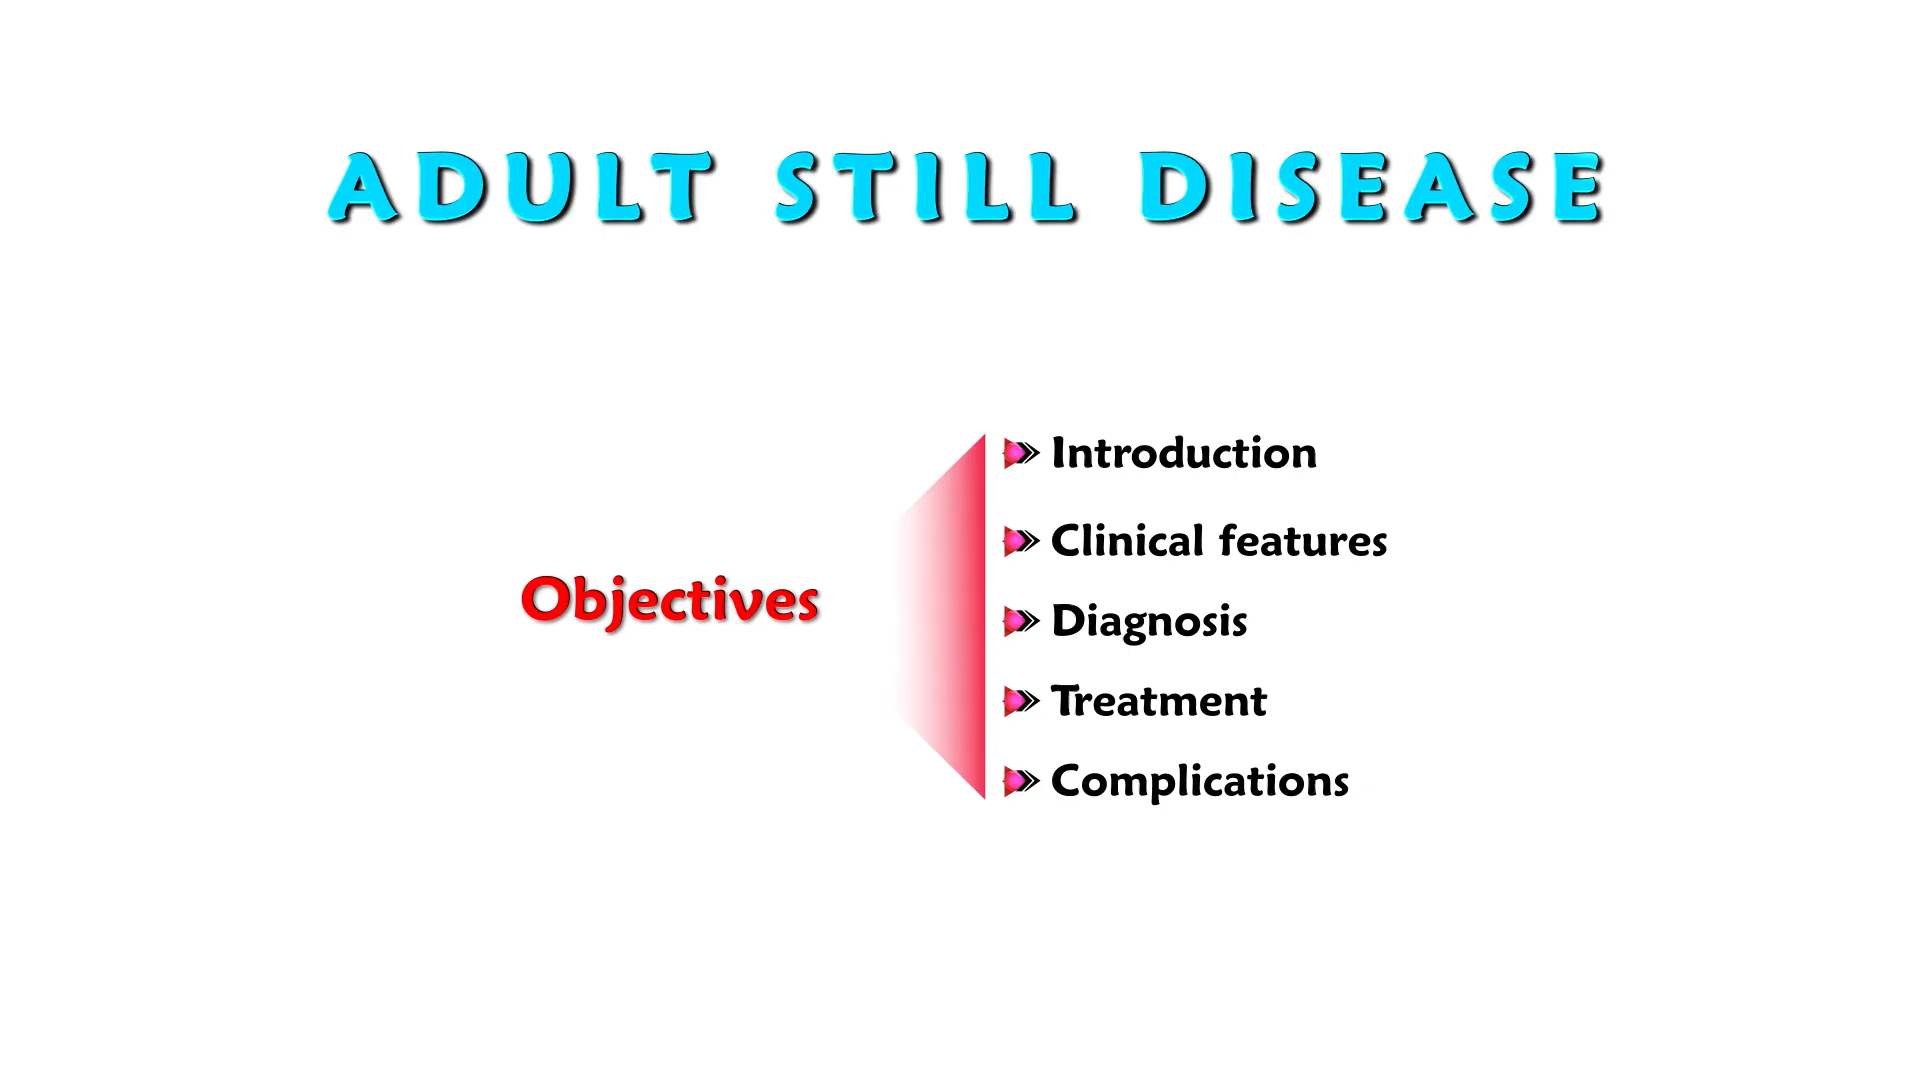 ADULT STILL DISEASE
Objectives
Introduction
Clinical features
Diagnosis
Treatment
Complications